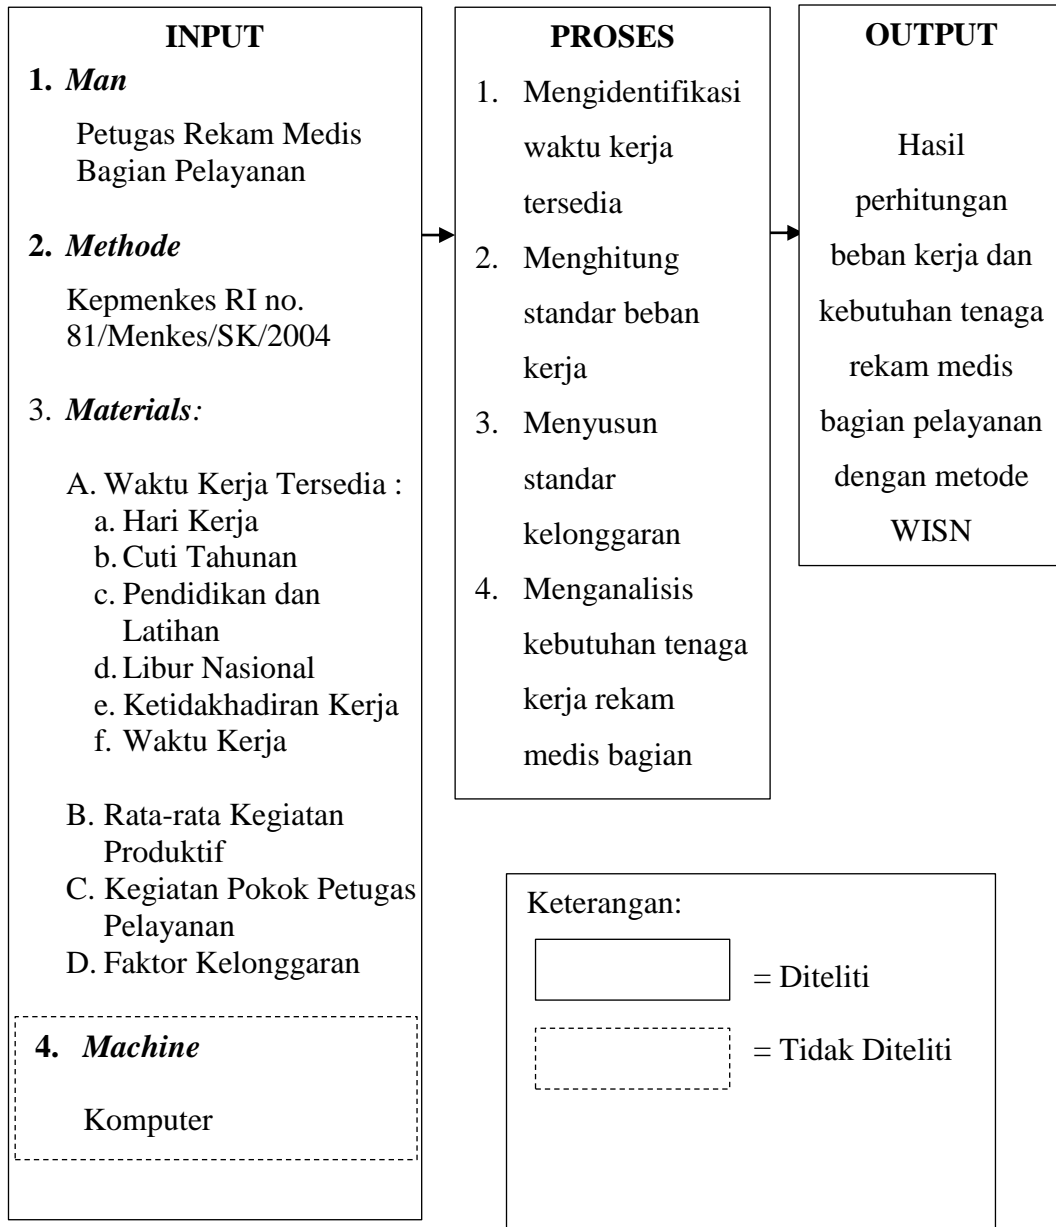 INPUT
1. Man
Petugas Rekam Medis
Bagian Pelayanan
2. Methode
Kepmenkes RI no.
81/Menkes/SK/2004
3. Materials:
A. Waktu Kerja Tersedia :
a. Hari Kerja
b. Cuti Tahunan
c. Pendidikan dan
Latihan
d. Libur Nasional
e. Ketidakhadiran Kerja
f. Waktu Kerja
B. Rata-rata Kegiatan
Produktif
C. Kegiatan Pokok Petugas
Pelayanan
D. Faktor Kelonggaran
4. Machine
Komputer
PROSES
1. Mengidentifikasi
waktu kerja
tersedia
2. Menghitung
standar beban
kerja
3. Menyusun
standar
kelonggaran
4. Menganalisis
kebutuhan tenaga
kerja rekam
medis bagian
OUTPUT
Hasil
perhitungan
beban kerja dan
kebutuhan tenaga
rekam medis
bagian pelayanan
dengan metode
WISN
Keterangan:
= Diteliti
= Tidak Diteliti